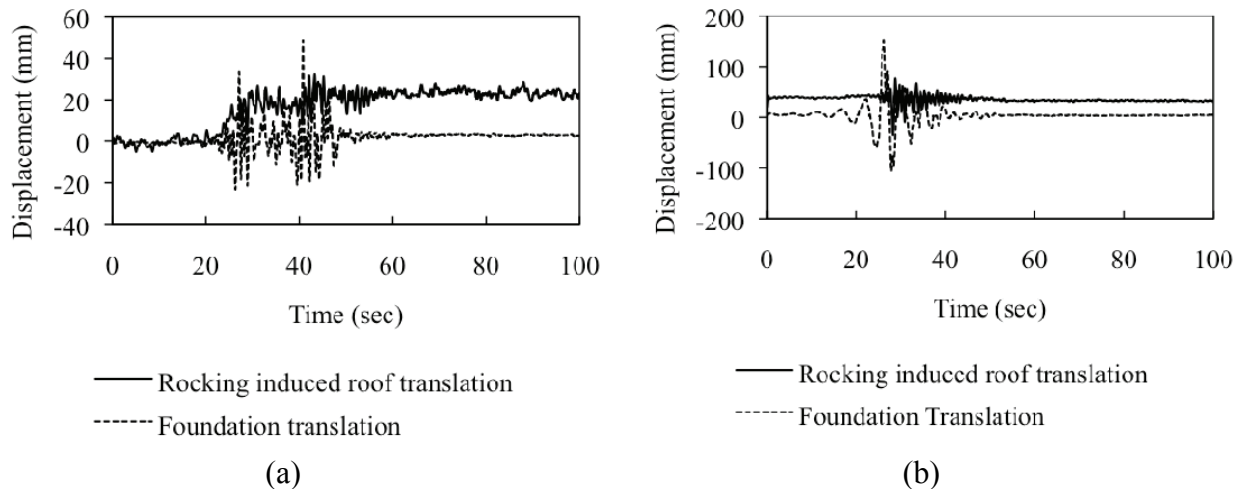 60
40
20
0
-20
-40
Displacement (mm)
0 20 40 60 80 100
Time (sec)
Rocking induced roof translation
Foundation translation
(a)
200
100
0
-100
-200
Displacement (mm)
0 20 40 60 80 100
Time (sec)
Rocking induced roof translation
Foundation Translation
(b)